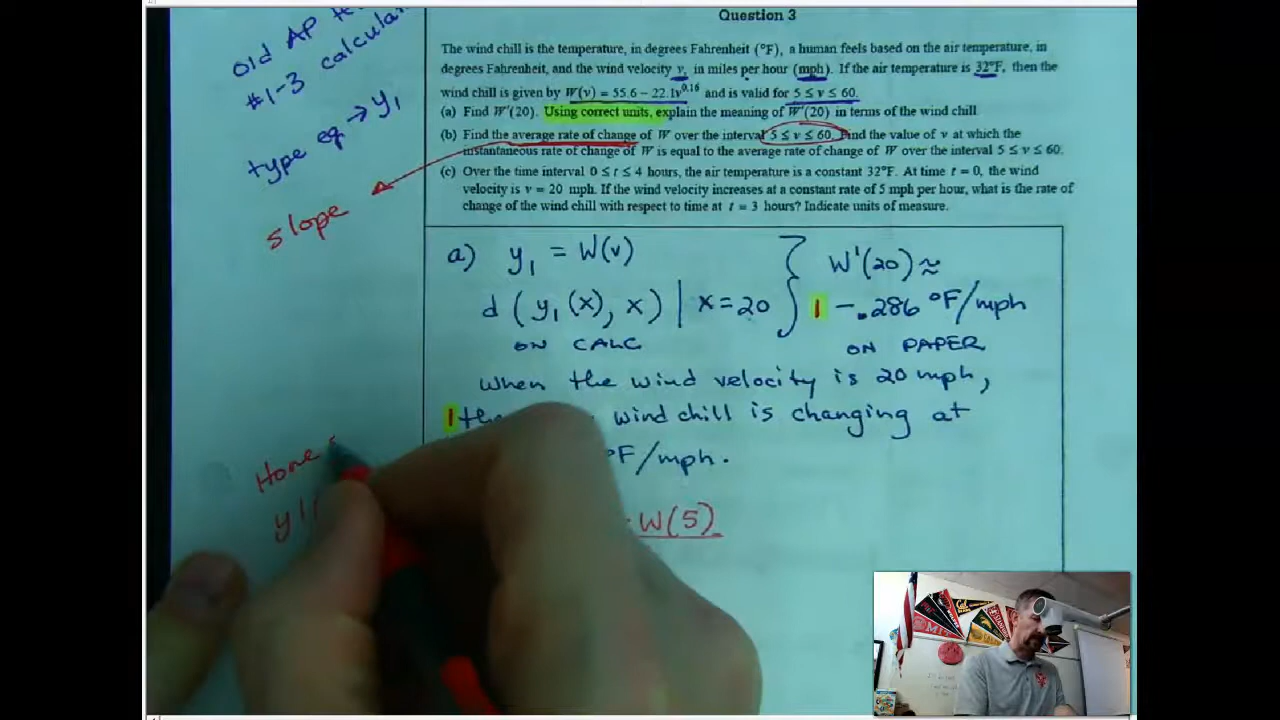 Question 3
The wind chill is the temperature, in degrees Fahrenheit (°F), a human feels based on the air temperature, in
degrees Fahrenheit, and the wind velocity v, in miles per hour (mph). If the air temperature is 32°F, then the
wind chill is given by W(v) = 55.6 − 22.1v^0.16 and is valid for 5 ≤ v ≤ 60.
(a) Find W'(20). Using correct units, explain the meaning of W'(20) in terms of the wind chill.
(b) Find the average rate of change of W over the interval 5 ≤ v ≤ 60. Find the value of v at which the
instantaneous rate of change of W is equal to the average rate of change of W over the interval 5 ≤ v ≤ 60.
(c) Over the time interval 0 ≤ t ≤ 4 hours, the air temperature is a constant 32°F. At time t = 0, the wind
velocity is v = 20 mph. If the wind velocity increases at a constant rate of 5 mph per hour, what is the rate of
change of the wind chill with respect to time at t = 3 hours? Indicate units of measure.
old AP
#1-3
type eq → y1
slope
a) y1 = W(v)
d (y1(x), x) | x=20
ON CALC
W'(20) ≈
1 -.286 °F/mph
ON PAPER
When the wind velocity is 20 mph,
1 the wind chill is changing at
°F/mph.
W(5)
Home
y1(